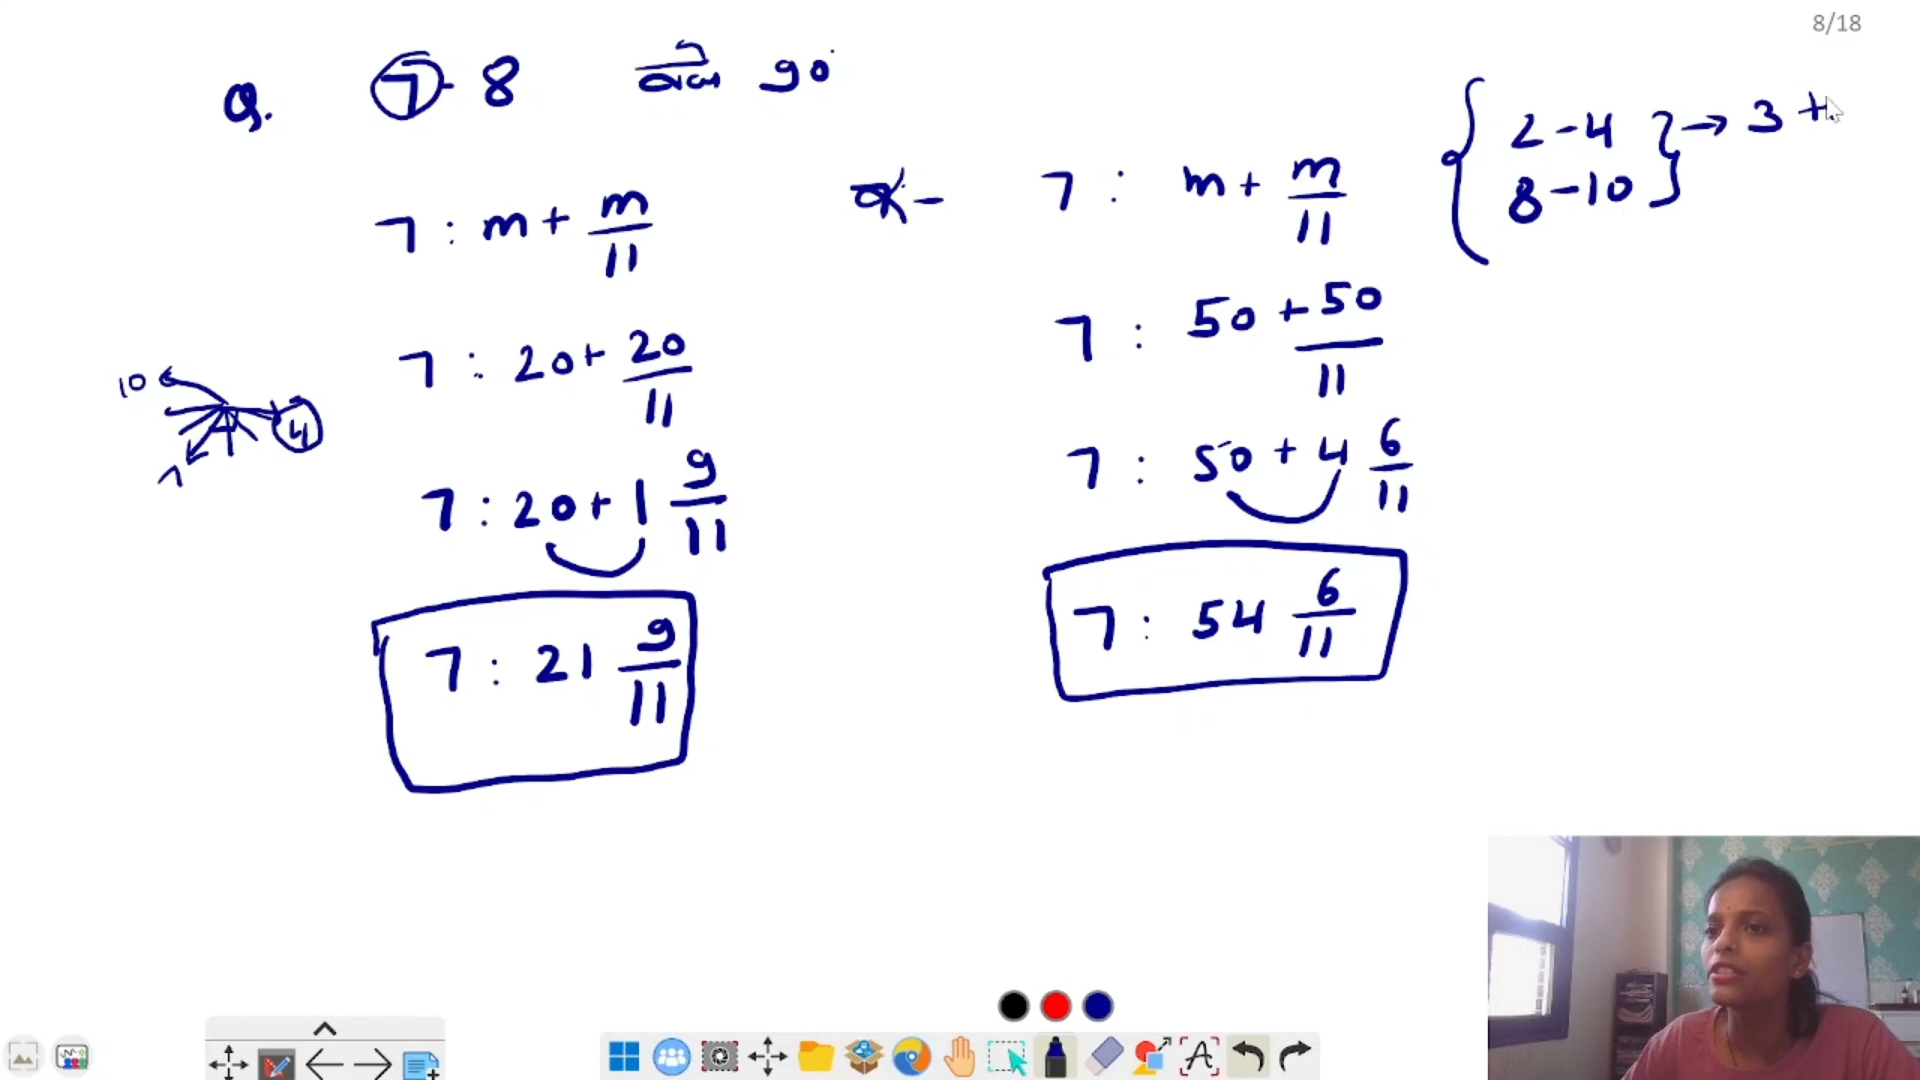 8/18
Q. 7 - 8 90°
7 : m + m/11
7 : 20 + 20/11
10
4
7
7 : 20 + 1 9/11
7 : 21 9/11
7 : m + m/11
7 : 50 + 50/11
7 : 50 + 4 6/11
7 : 54 6/11
{ 2 - 4
8 - 10 } → 3 +